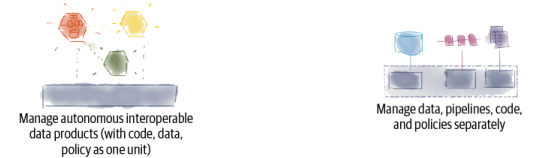 Manage autonomous interoperable
data products (with code, data,
policy as one unit)
Manage data, pipelines, code,
and policies separately